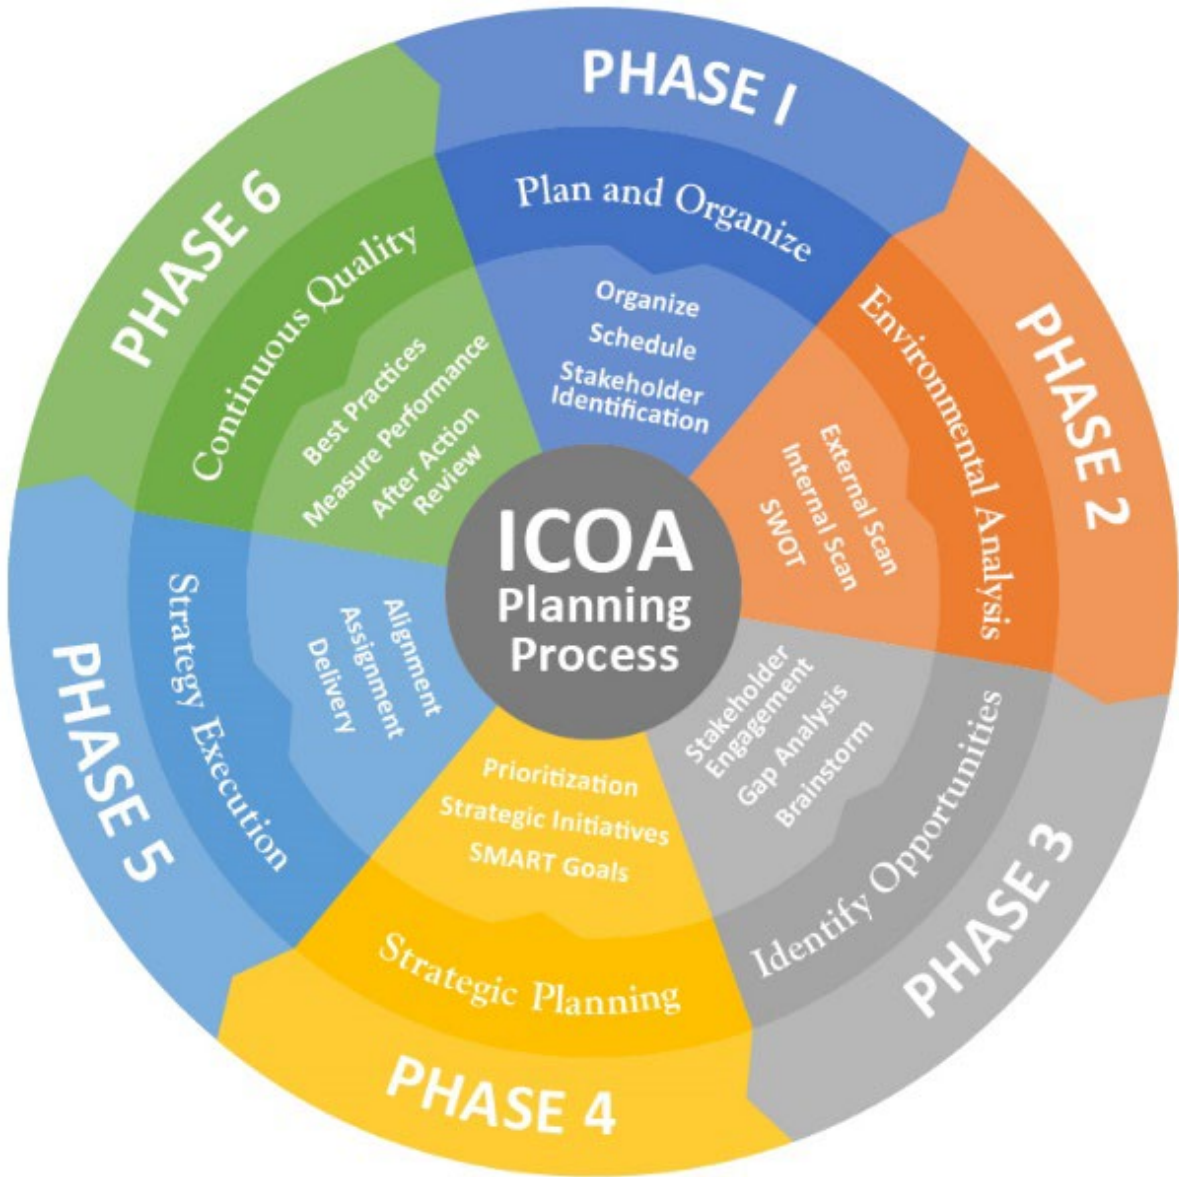 ICOA
Planning
Process
PHASE I
Plan and Organize
Organize
Schedule
Stakeholder
Identification
PHASE 2
Environmental Analysis
External Scan
Internal Scan
SWOT
PHASE 3
Identify Opportunities
Stakeholder
Engagement
Gap Analysis
Brainstorm
PHASE 4
Strategic Planning
Prioritization
Strategic Initiatives
SMART Goals
PHASE 5
Strategy Execution
Alignment
Assignment
Delivery
PHASE 6
Continuous Quality
Best Practices
Measure Performance
After Action
Review